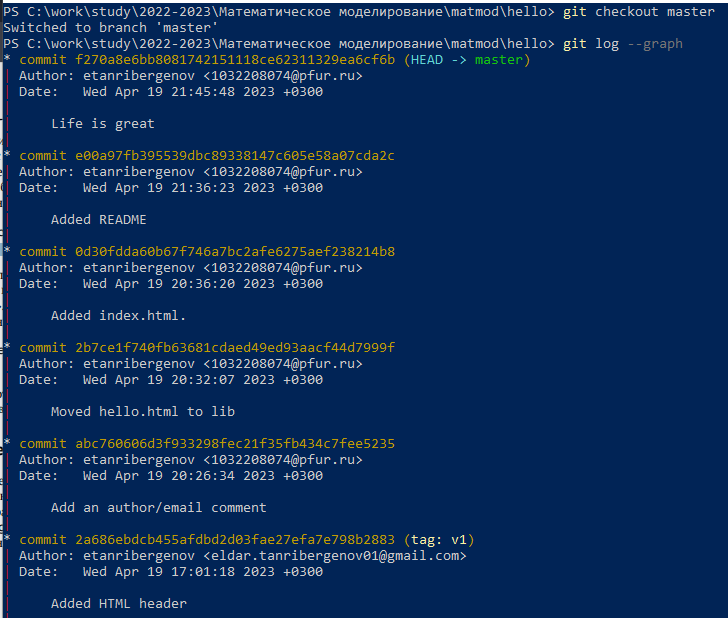 PS C:\work\study\2022-2023\Математическое моделирование\matmod\hello> git checkout master
Switched to branch 'master'
PS C:\work\study\2022-2023\Математическое моделирование\matmod\hello> git log --graph
* commit f270a8e6bb8081742151118ce62311329ea6cf6b (HEAD -> master)
| Author: etanribergenov <1032208074@pfur.ru>
| Date:   Wed Apr 19 21:45:48 2023 +0300
|
|     Life is great
|
* commit e00a97fb395539dbc89338147c605e58a07cda2c
| Author: etanribergenov <1032208074@pfur.ru>
| Date:   Wed Apr 19 21:36:23 2023 +0300
|
|     Added README
|
* commit 0d30fdda60b67f746a7bc2afe6275aef238214b8
| Author: etanribergenov <1032208074@pfur.ru>
| Date:   Wed Apr 19 20:36:20 2023 +0300
|
|     Added index.html.
|
* commit 2b7ce1f740fb63681cdaed49ed93aacf44d7999f
| Author: etanribergenov <1032208074@pfur.ru>
| Date:   Wed Apr 19 20:32:07 2023 +0300
|
|     Moved hello.html to lib
|
* commit abc760606d3f933298fec21f35fb434c7fee5235
| Author: etanribergenov <1032208074@pfur.ru>
| Date:   Wed Apr 19 20:26:34 2023 +0300
|
|     Add an author/email comment
|
* commit 2a686ebdcb455afdbd2d03fae27efa7e798b2883 (tag: v1)
| Author: etanribergenov <eldar.tanribergenov01@gmail.com>
| Date:   Wed Apr 19 17:01:18 2023 +0300
|
|     Added HTML header